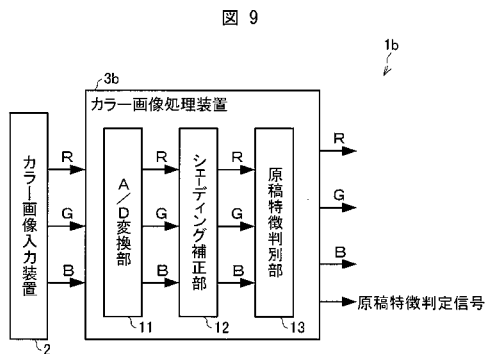 図 9
1b
3b
カラー画像処理装置
カラー画像入力装置
R
G
B
A/D変換部
R
G
B
シェーディング補正部
R
G
B
原稿特徴判別部
R
G
B
原稿特徴判定信号
2
11
12
13